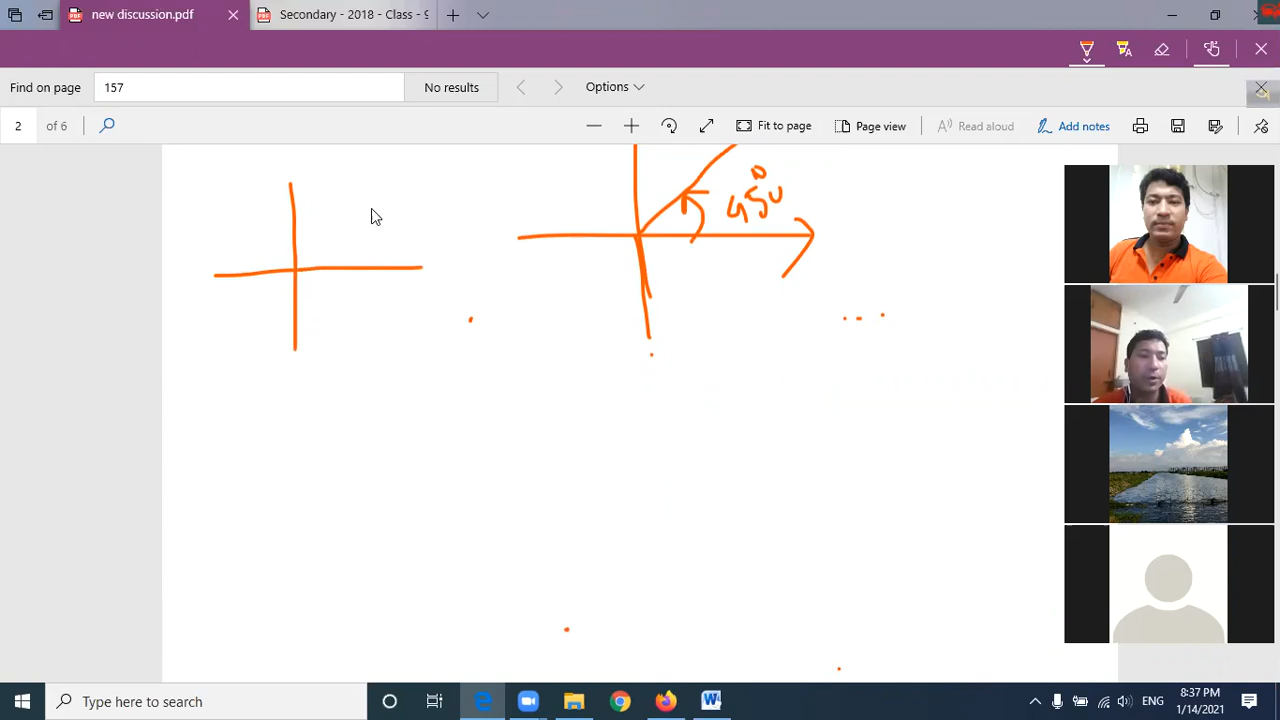 new discussion.pdf
Secondary - 2018 - Class - 9
Find on page
157
No results
Options
2 of 6
Fit to page
Page view
Read aloud
Add notes
45°
Type here to search
ENG
8:37 PM
1/14/2021